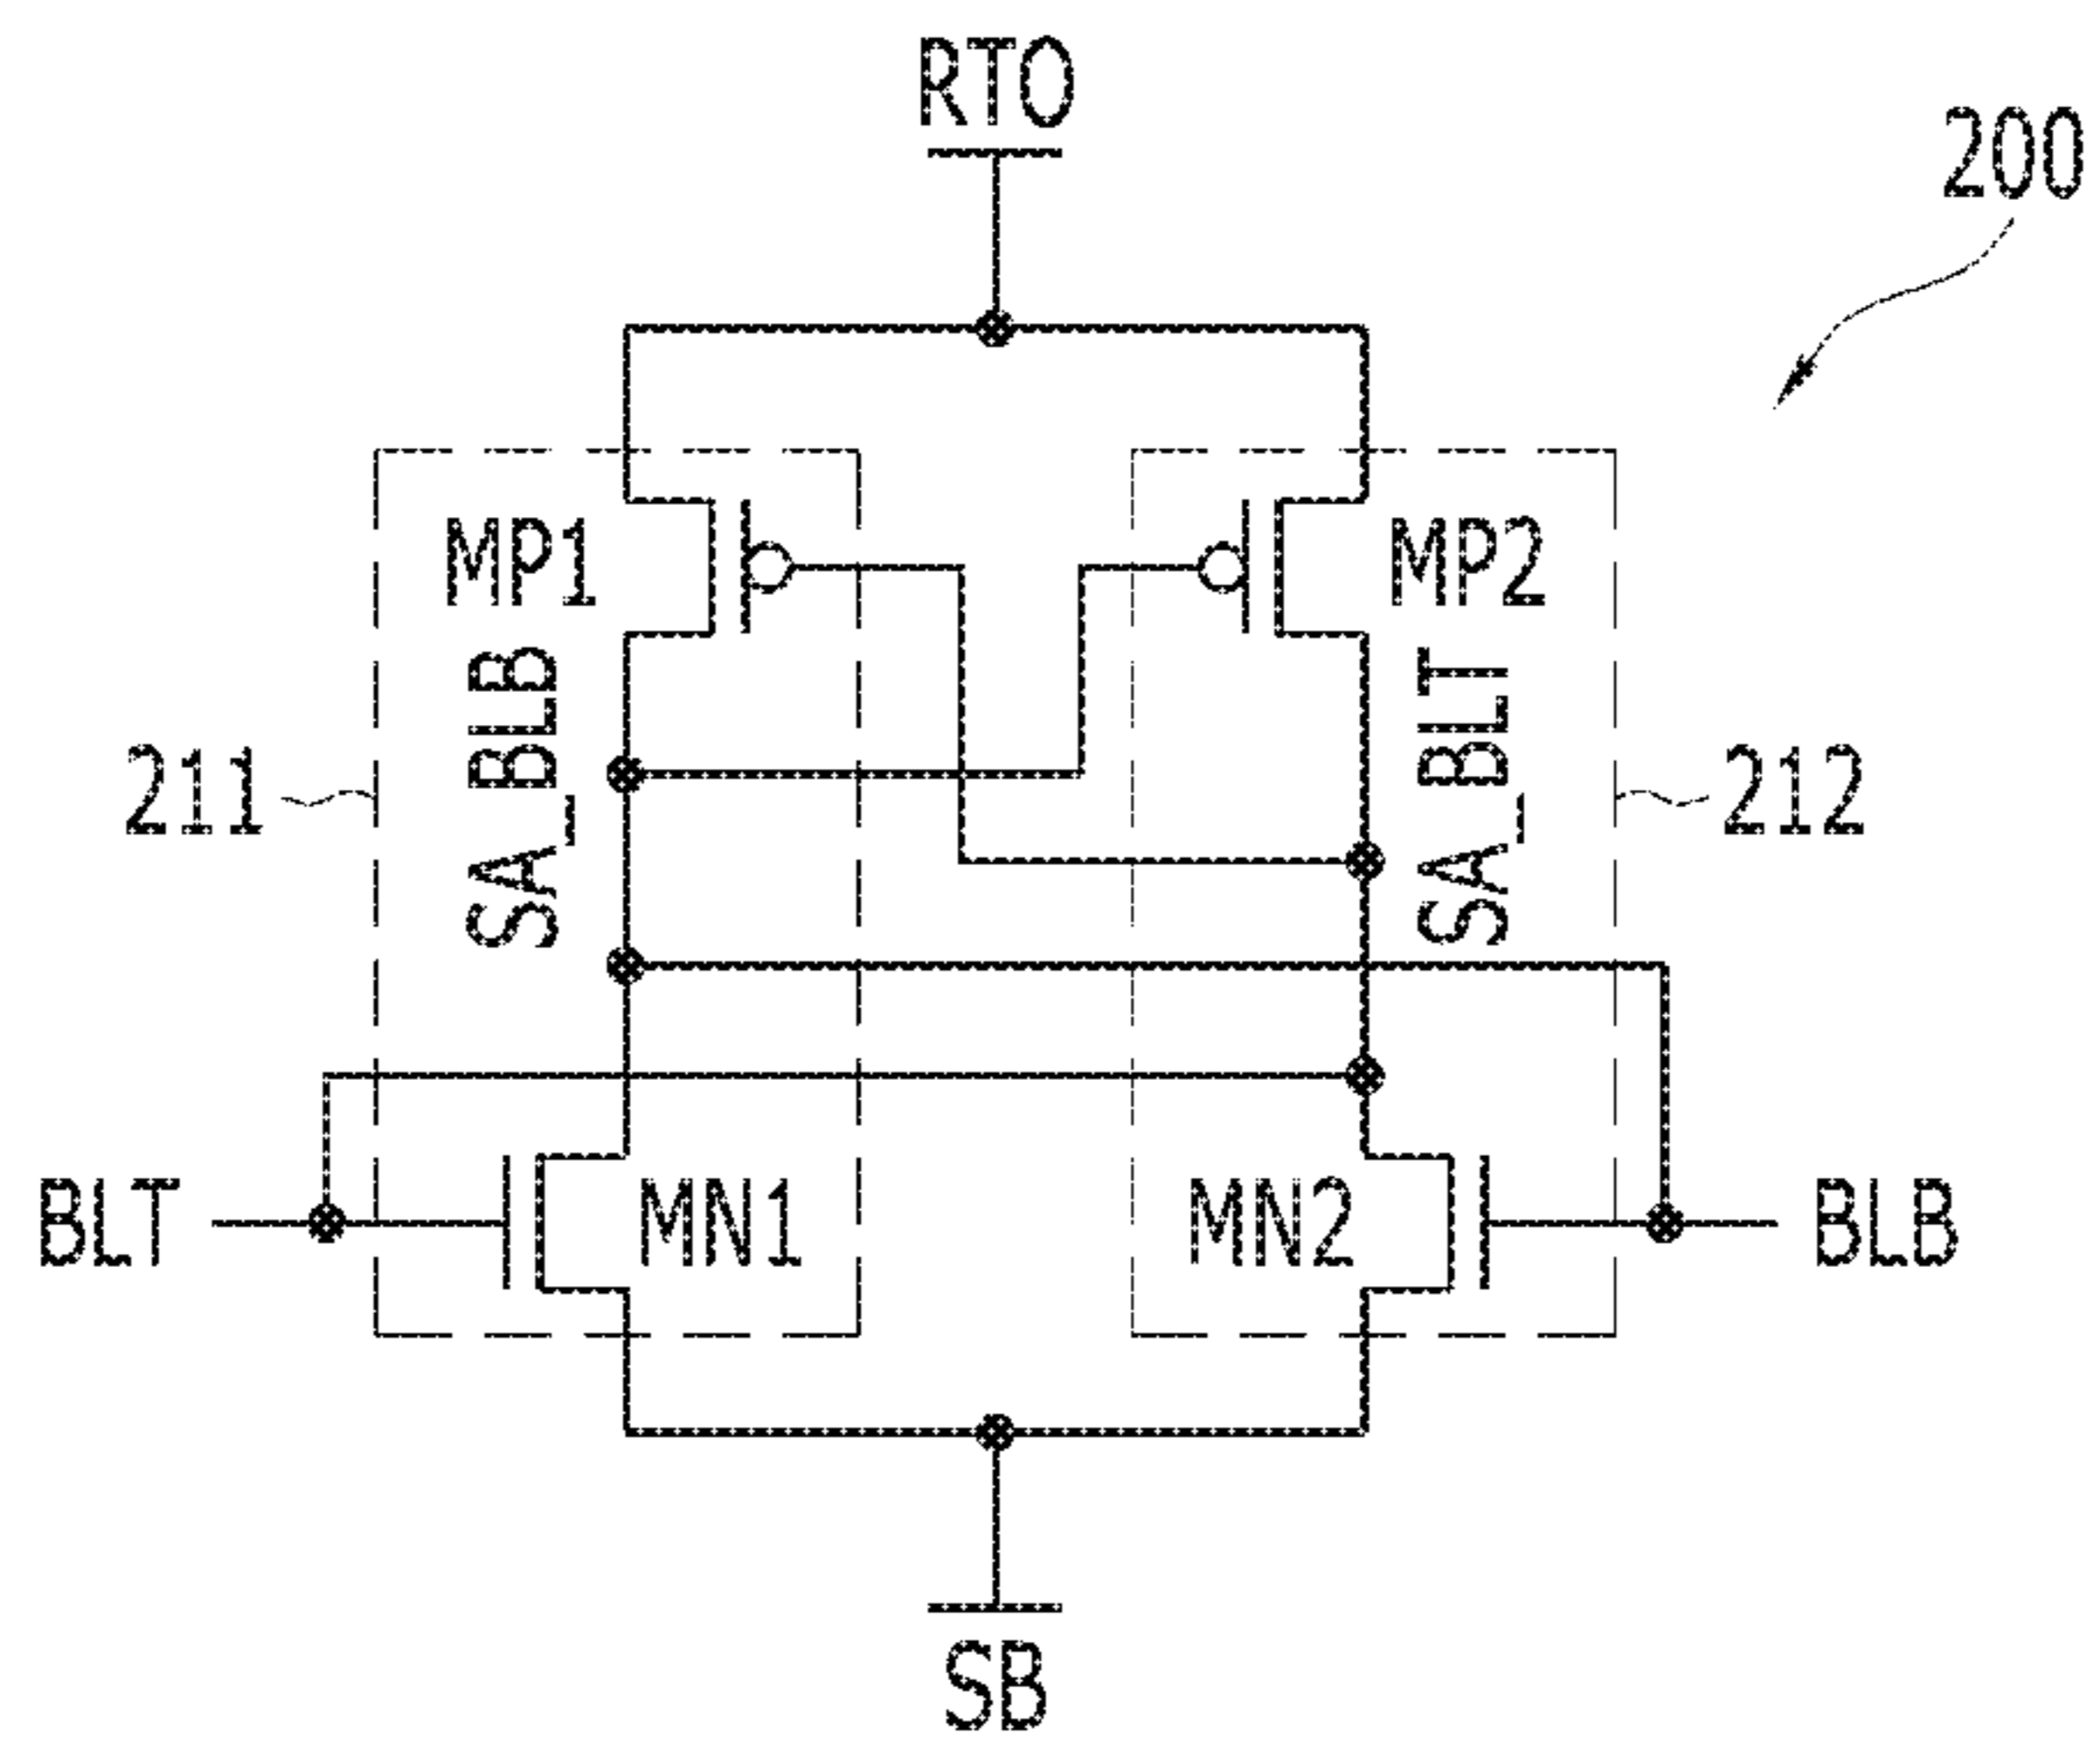 RTO
200
MP1
MP2
SA_BLB
SA_BLT
211
212
BLT
MN1
MN2
BLB
SB